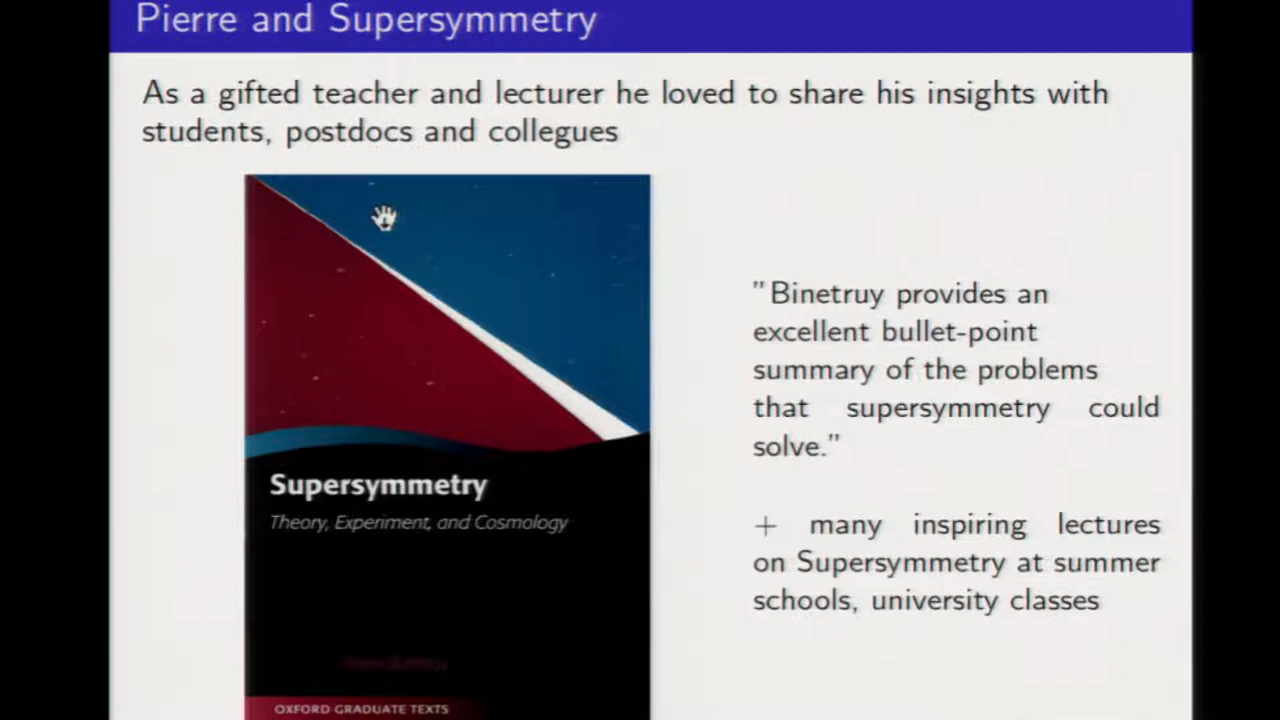 Pierre and Supersymmetry
As a gifted teacher and lecturer he loved to share his insights with
students, postdocs and collegues
"Binetruy provides an
excellent bullet-point
summary of the problems
that supersymmetry could
solve."
+ many inspiring lectures
on Supersymmetry at summer
schools, university classes
Supersymmetry
Theory, Experiment, and Cosmology
OXFORD GRADUATE TEXTS